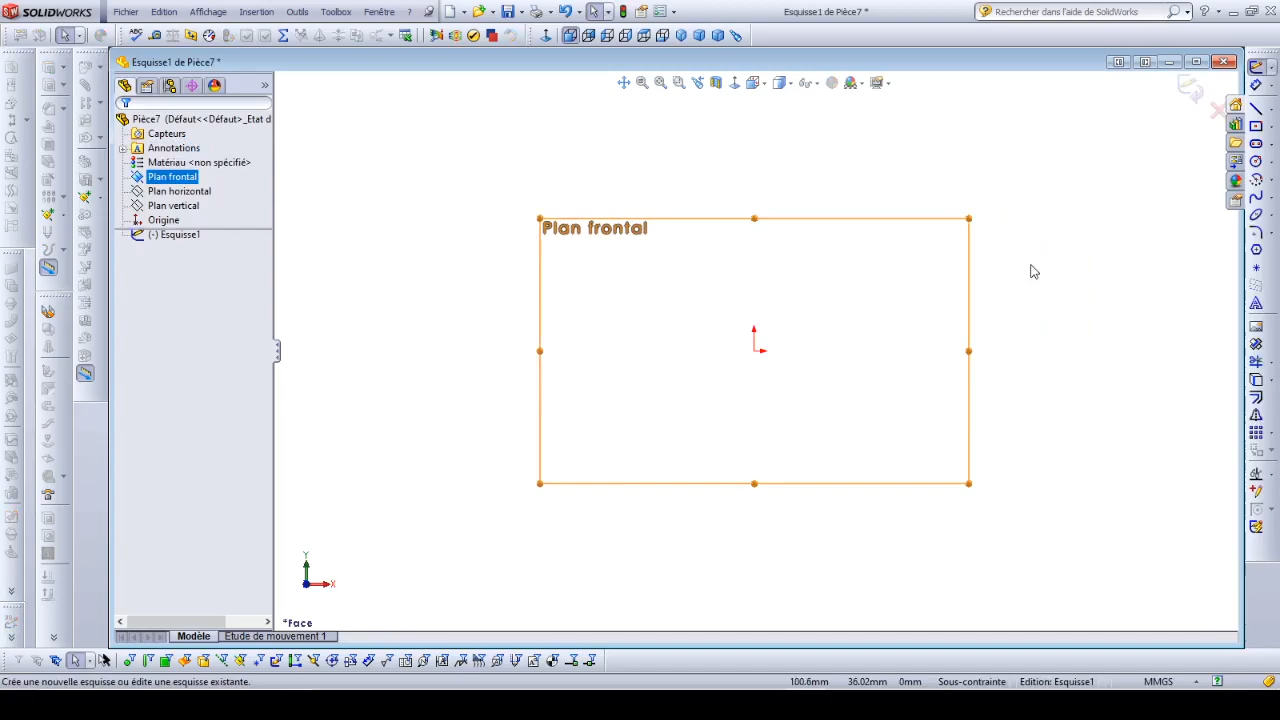 SOLIDWORKS Fichier Edition Affichage Insertion Outils Toolbox Fenêtre ? Esquisse1 de Pièce7 * Rechercher dans l'aide de SolidWorks ?
Esquisse1 de Pièce7 *
Pièce7 (Défaut<<Défaut>_Etat d
Capteurs
Annotations
Matériau <non spécifié>
Plan frontal
Plan horizontal
Plan vertical
Origine
(-) Esquisse1
Plan frontal
Y
X
*Face
Modèle Etude de mouvement 1
Crée une nouvelle esquisse ou édite une esquisse existante. 100.6mm 36.02mm 0mm Sous-contrainte Edition: Esquisse1 MMGS ?